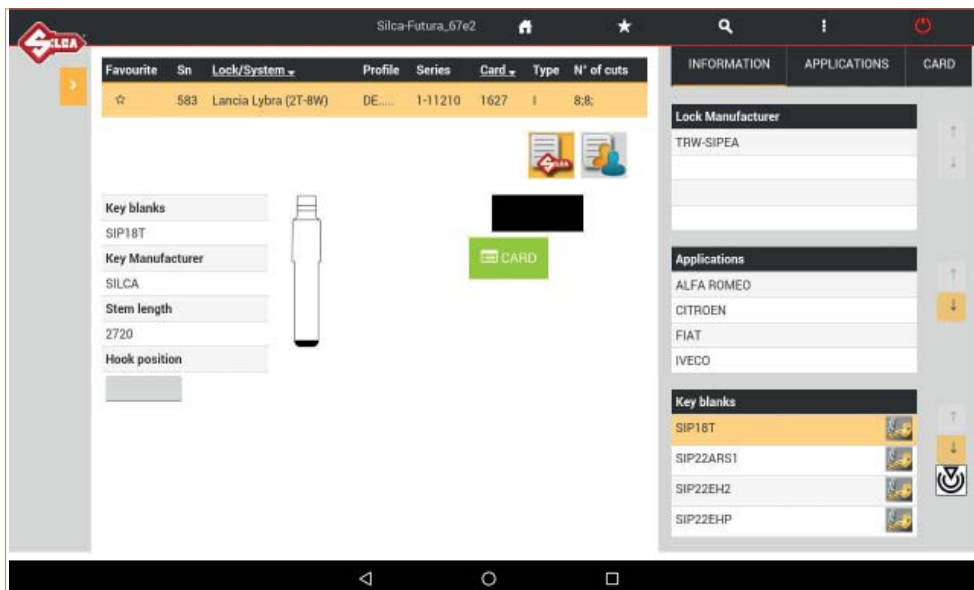 Silca-Futura_67e2
SILCA
INFORMATION APPLICATIONS CARD
Favourite Sn Lock/System Profile Series Card Type N° of cuts
583 Lancia Lybra (2T-8W) DE..... 1-11210 1627 I 8;8;
Lock Manufacturer
TRW-SIPEA
SILCA
Key blanks
SIP18T
Key Manufacturer
SILCA
Stem length
2720
Hook position
CARD
Applications
ALFA ROMEO
CITROEN
FIAT
IVECO
Key blanks
SIP18T
SIP22ARS1
SIP22EH2
SIP22EHP